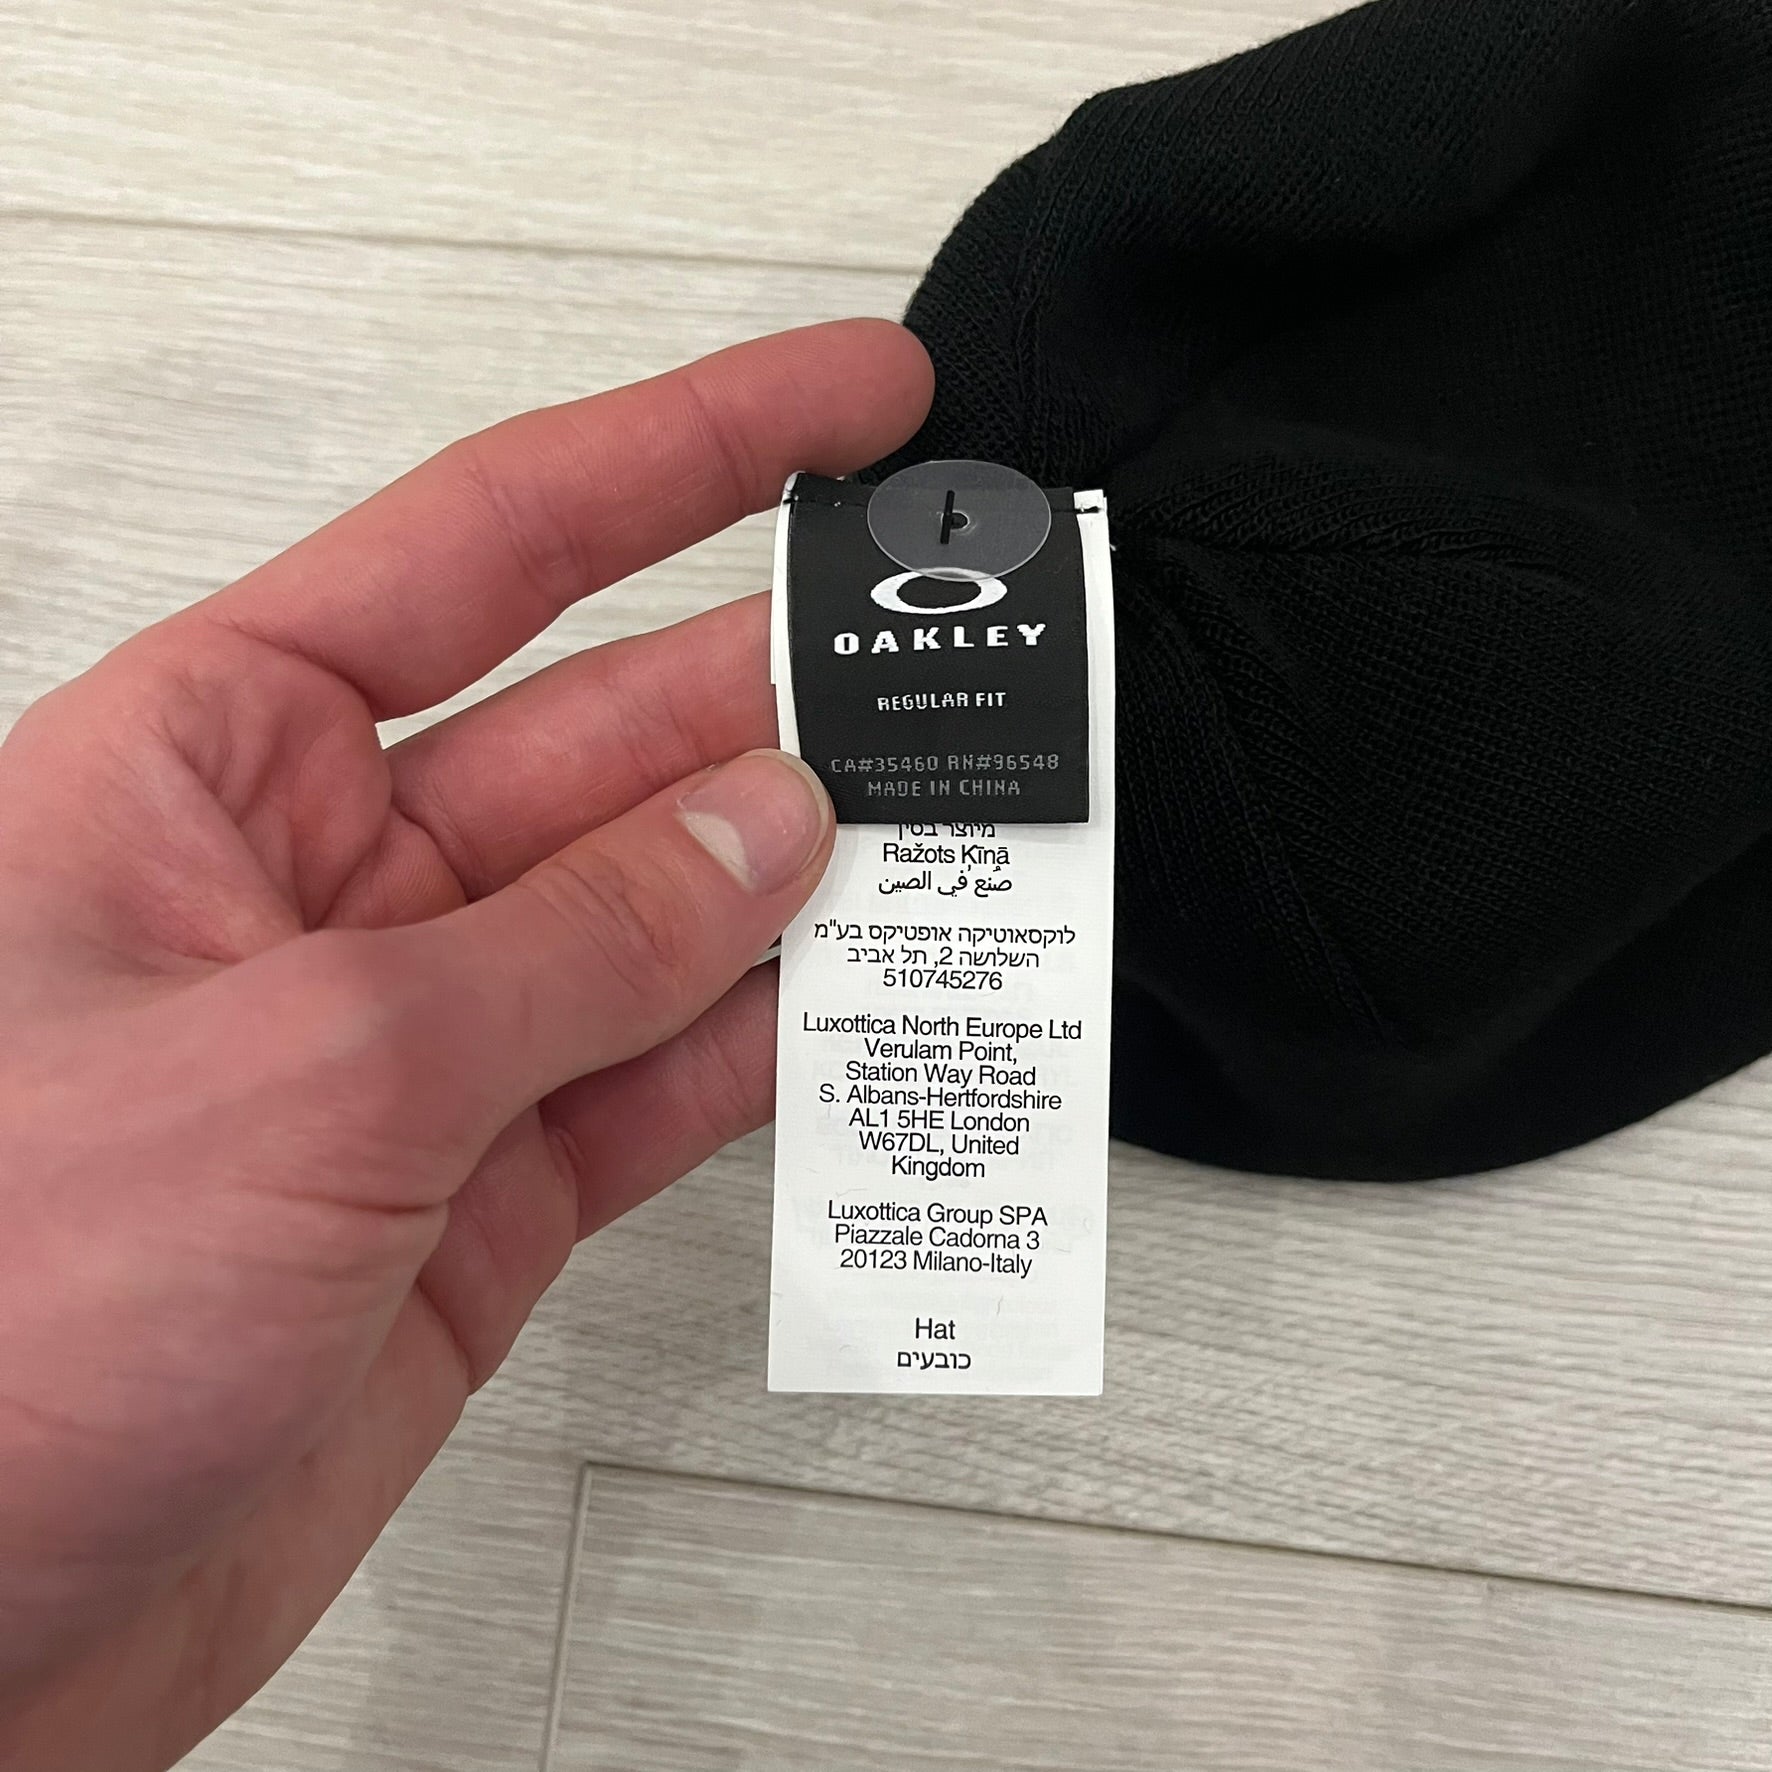 OAKLEY
REGULAR FIT
CA#35460 RN#96548
MADE IN CHINA
מיוצר בסין
Ražots Ķīnā
صُنع في الصين
לוקסאוטיקה אופטיקס בע"מ
השלושה 2, תל אביב
510745276
Luxottica North Europe Ltd
Verulam Point,
Station Way Road
S. Albans-Hertfordshire
AL1 5HE London
W67DL, United
Kingdom
Luxottica Group SPA
Piazzale Cadorna 3
20123 Milano-Italy
Hat
כובעים